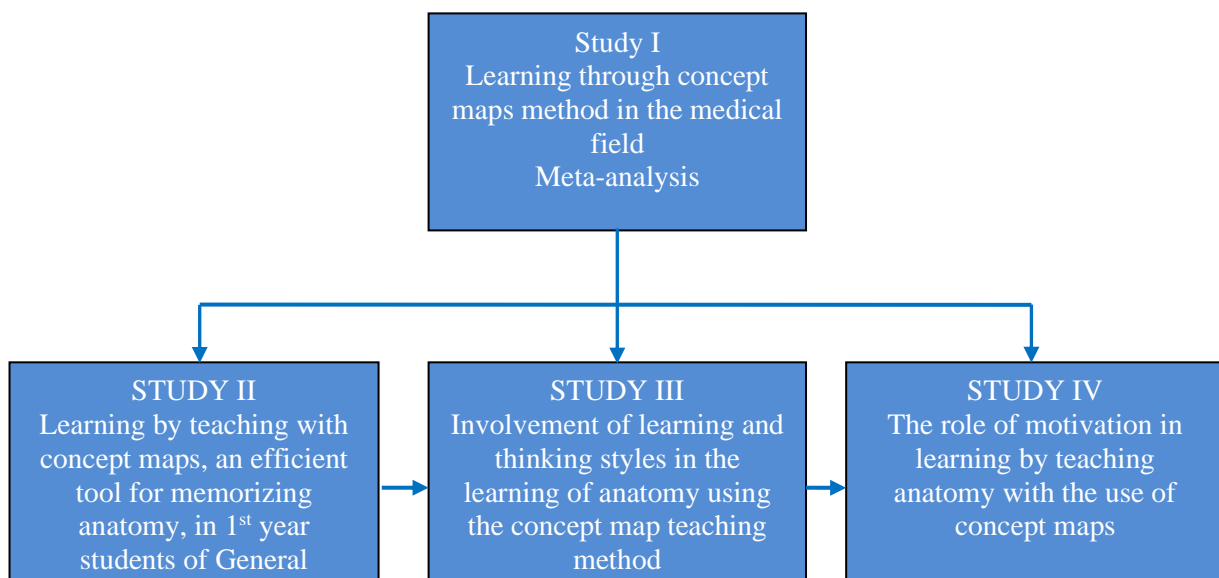 Study I
Learning through concept
maps method in the medical
field
Meta-analysis
STUDY II
Learning by teaching with
concept maps, an efficient
tool for memorizing
anatomy, in 1st year
students of General
STUDY III
Involvement of learning and
thinking styles in the
learning of anatomy using
the concept map teaching
method
STUDY IV
The role of motivation in
learning by teaching
anatomy with the use of
concept maps